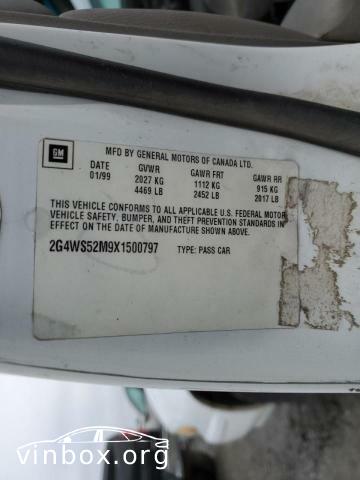 GM
MFD BY GENERAL MOTORS OF CANADA LTD.
DATE GVWR GAWR FRT GAWR RR
01/99 2027 KG 1112 KG 915 KG
4469 LB 2452 LB 2017 LB
THIS VEHICLE CONFORMS TO ALL APPLICABLE U.S. FEDERAL MOTOR
VEHICLE SAFETY, BUMPER, AND THEFT PREVENTION STANDARDS IN
EFFECT ON THE DATE OF MANUFACTURE SHOWN ABOVE.
2G4WS52M9X1500797 TYPE: PASS CAR
vinbox.org